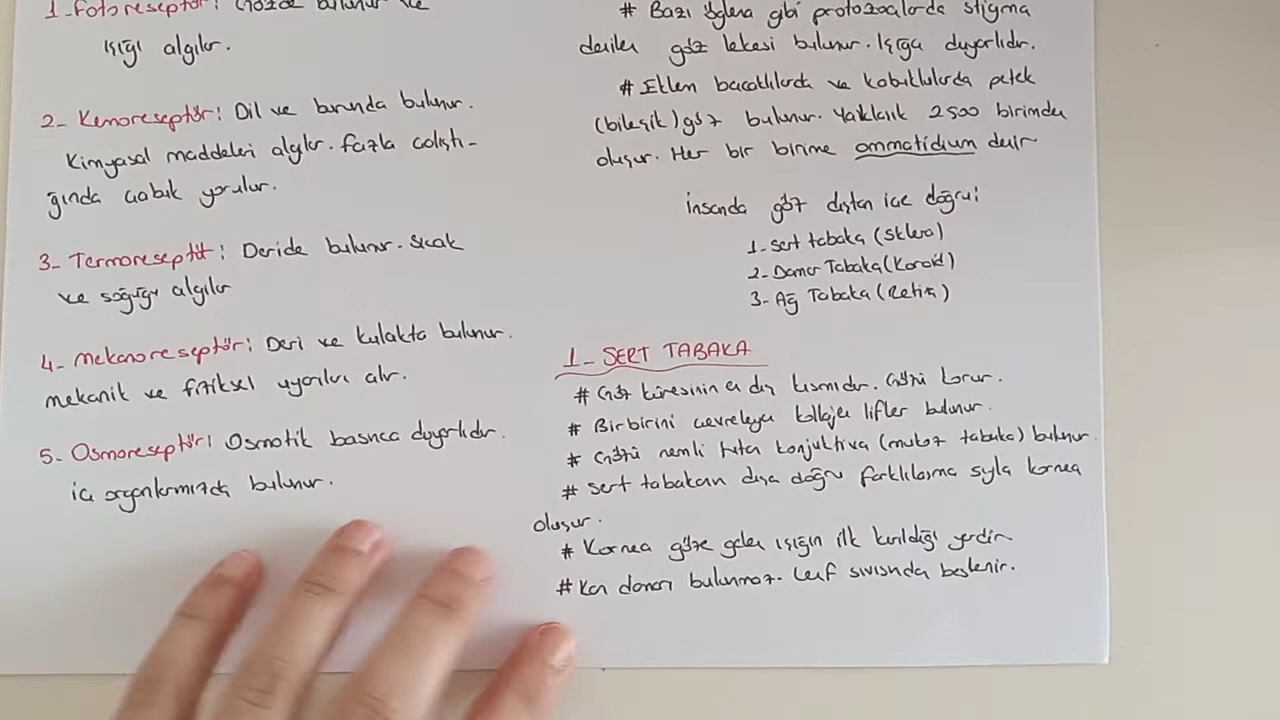 1-Fotoreseptör: Gözde bulunur ve
ışığı algılar.
2- Kemoreseptör: Dil ve burunda bulunur.
Kimyasal maddeleri algılar. fazla çalıştı-
ğında çabuk yorulur.
3- Termoreseptör: Deride bulunur. Sıcak
ve soğuğu algılar
4- Mekanoreseptör: Deri ve kulakta bulunur.
mekanik ve fiziksel uyarıları alır.
5- Osmoreseptör: Osmotik basınca duyarlıdır.
iç organlarımızda bulunur.
# Bazı öglena gibi protozoalarda stigma
denilen göz lekesi bulunur. Işığa duyarlıdır.
# Eklem bacaklılarda ve kabuklularda petek
(bileşik) göz bulunur. Yaklaşık 2500 birimden
oluşur. Her bir birime ommatidium denir
İnsanda göz dıştan içe doğru;
1-Sert tabaka (Sklera)
2-Damar Tabaka (Koroid)
3-Ağ Tabaka (Retina)
1- SERT TABAKA
# Göz küresinin en dış kısmıdır. Gözü korur.
# Birbirini çevreleyen kollajen lifler bulunur.
# Gözü nemli tutan konjuktiva (mukoz tabaka) bulunur.
# Sert tabakanın dışa doğru farklılaşmasıyla kornea
oluşur.
# Kornea göze gelen ışığın ilk kırıldığı yerdir
# Kan damarı bulunmaz. Lenf sıvısında beslenir.